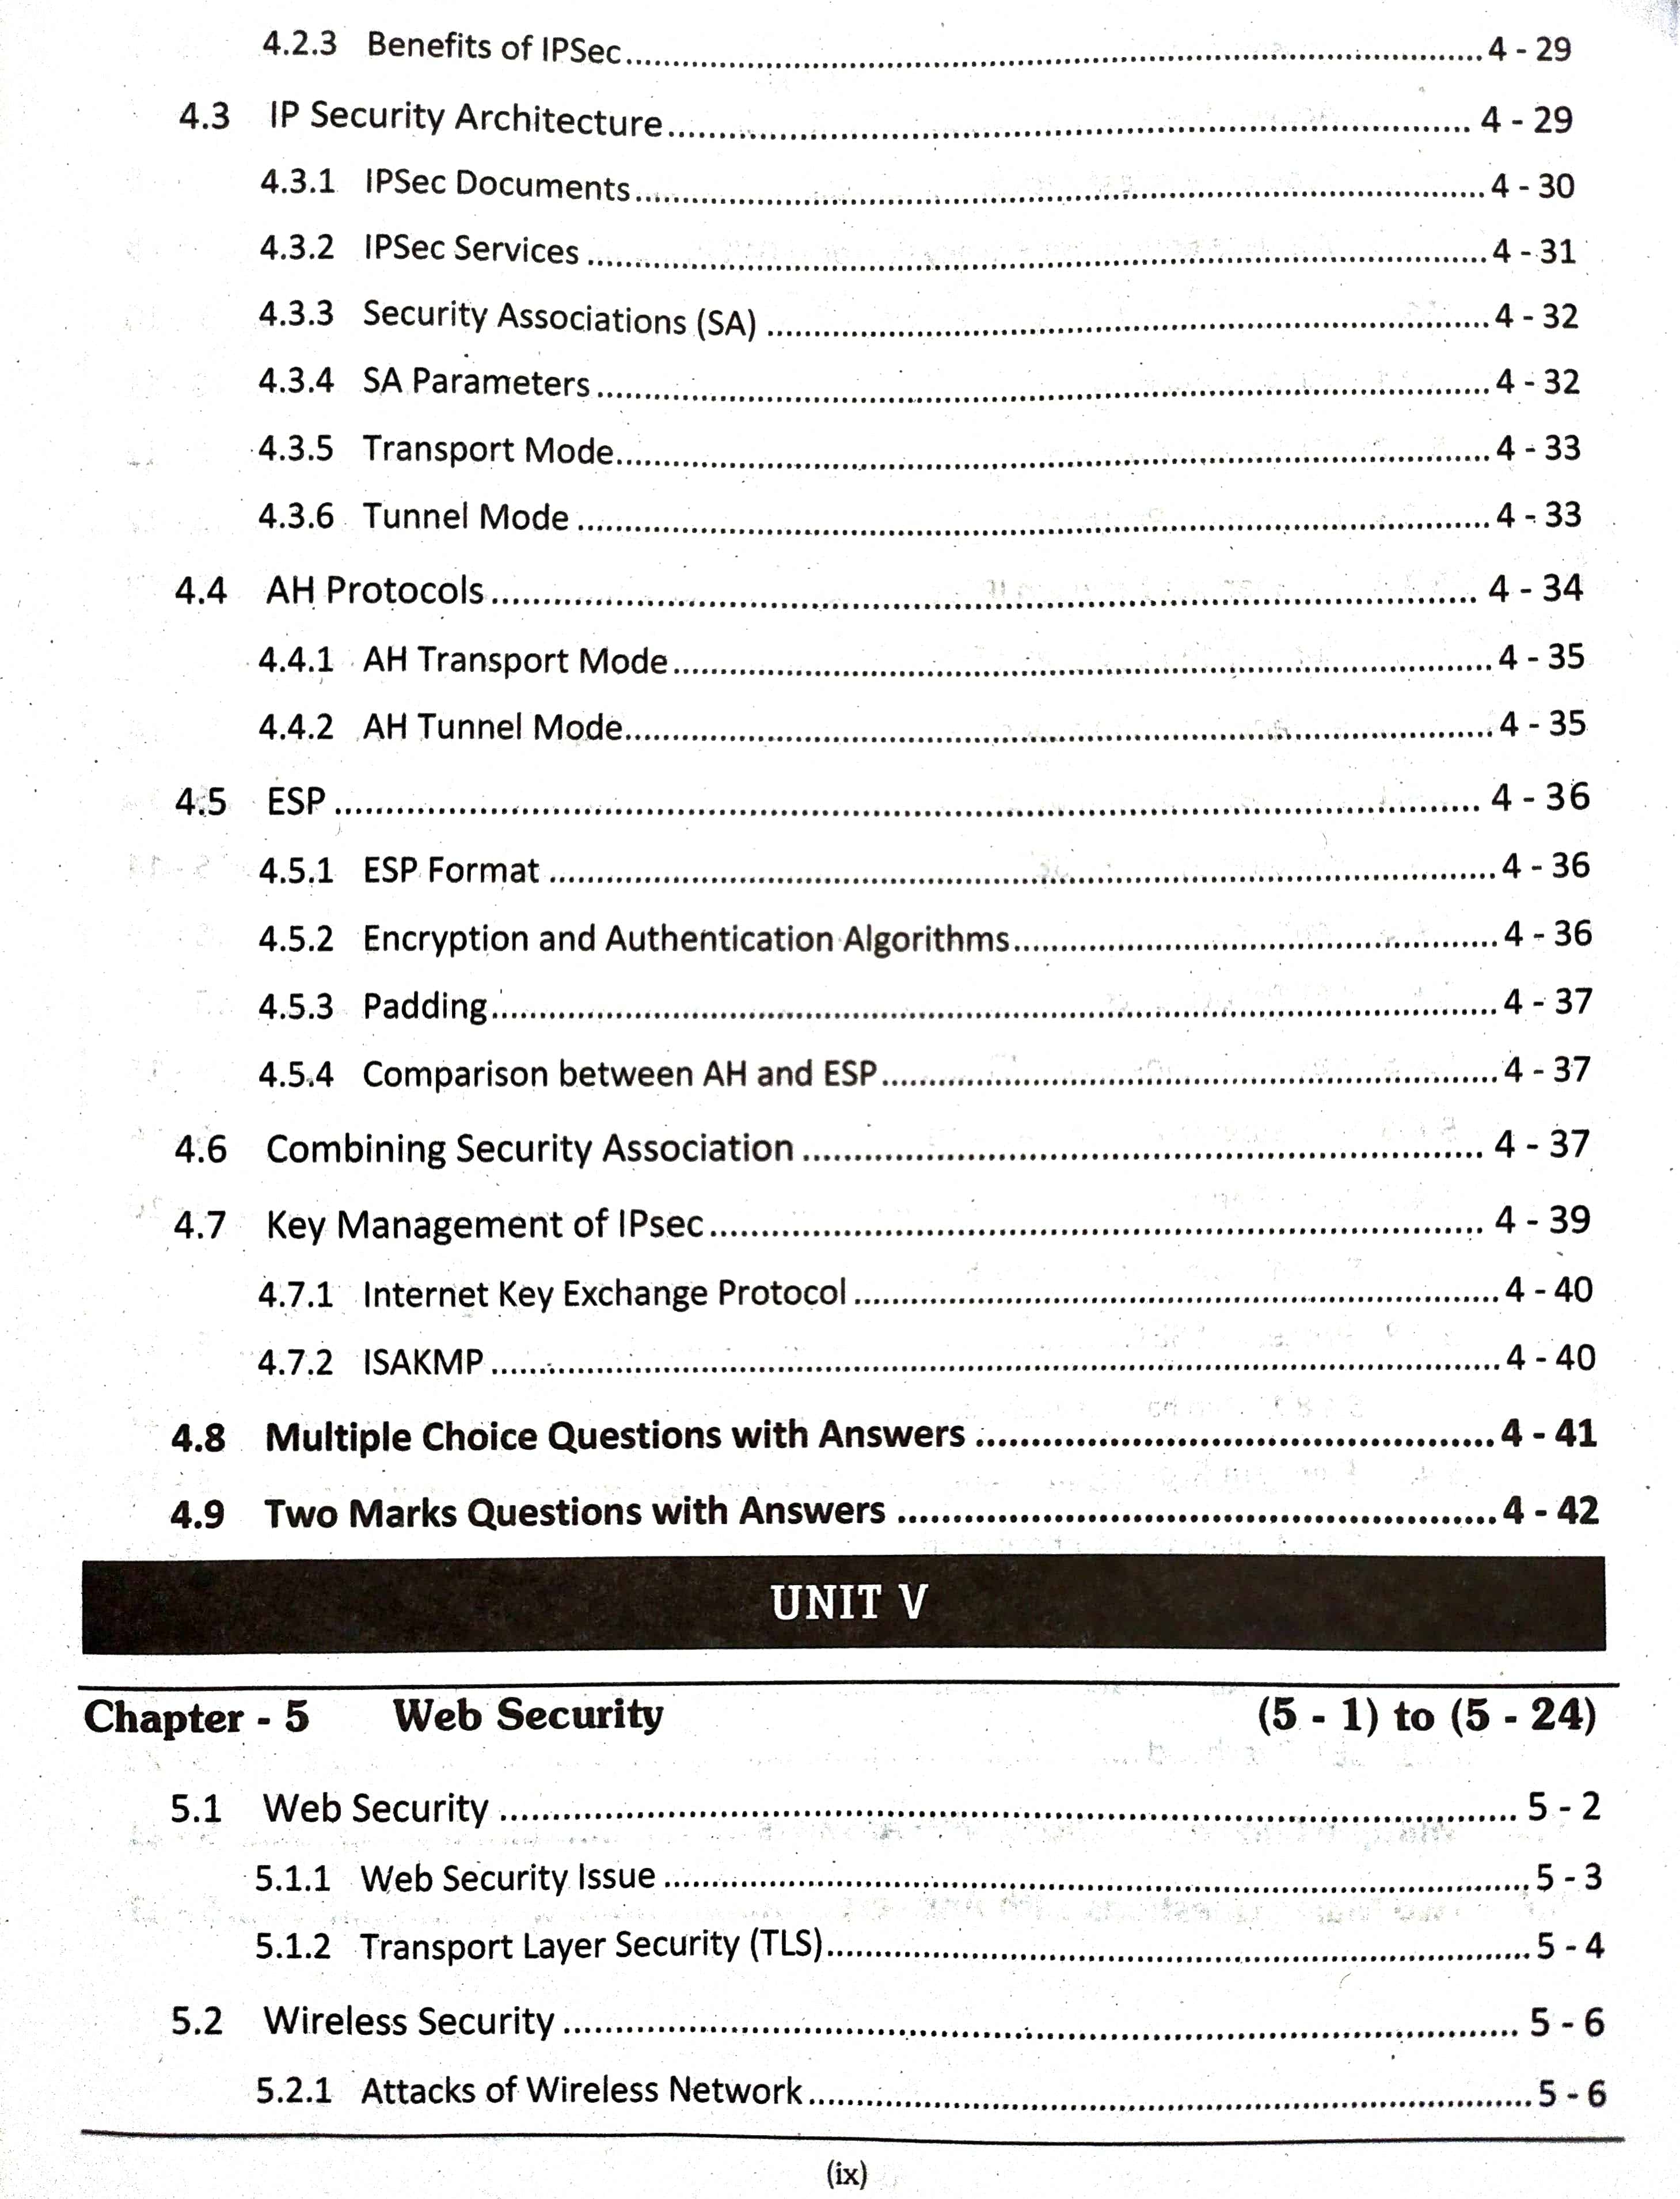 4.2.3 Benefits of IPSec 4 - 29
4.3 IP Security Architecture 4 - 29
4.3.1 IPSec Documents 4 - 30
4.3.2 IPSec Services 4 - 31
4.3.3 Security Associations (SA) 4 - 32
4.3.4 SA Parameters 4 - 32
4.3.5 Transport Mode 4 - 33
4.3.6 Tunnel Mode 4 - 33
4.4 AH Protocols 4 - 34
4.4.1 AH Transport Mode 4 - 35
4.4.2 AH Tunnel Mode 4 - 35
4.5 ESP 4 - 36
4.5.1 ESP Format 4 - 36
4.5.2 Encryption and Authentication Algorithms 4 - 36
4.5.3 Padding 4 - 37
4.5.4 Comparison between AH and ESP 4 - 37
4.6 Combining Security Association 4 - 37
4.7 Key Management of IPsec 4 - 39
4.7.1 Internet Key Exchange Protocol 4 - 40
4.7.2 ISAKMP 4 - 40
4.8 Multiple Choice Questions with Answers 4 - 41
4.9 Two Marks Questions with Answers 4 - 42
UNIT V
Chapter - 5 Web Security (5 - 1) to (5 - 24)
5.1 Web Security 5 - 2
5.1.1 Web Security Issue 5 - 3
5.1.2 Transport Layer Security (TLS) 5 - 4
5.2 Wireless Security 5 - 6
5.2.1 Attacks of Wireless Network 5 - 6
(ix)